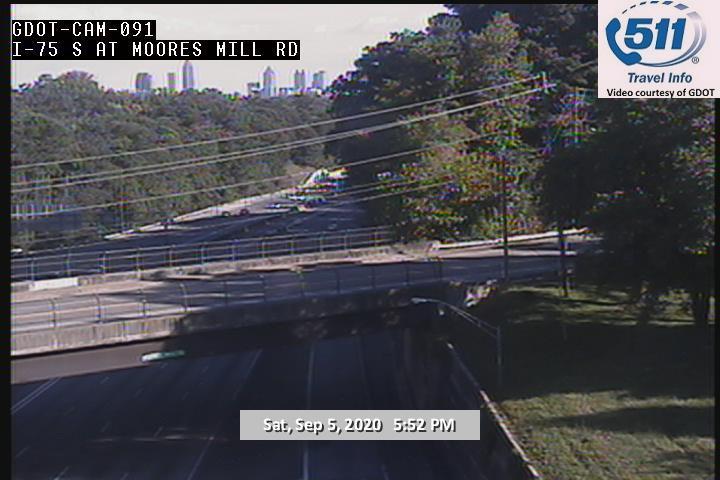 GDOT-CAM-091
I-75 S AT MOORES MILL RD
511
®
Travel Info
Video courtesy of GDOT
Sat, Sep 5, 2020 5:52 PM